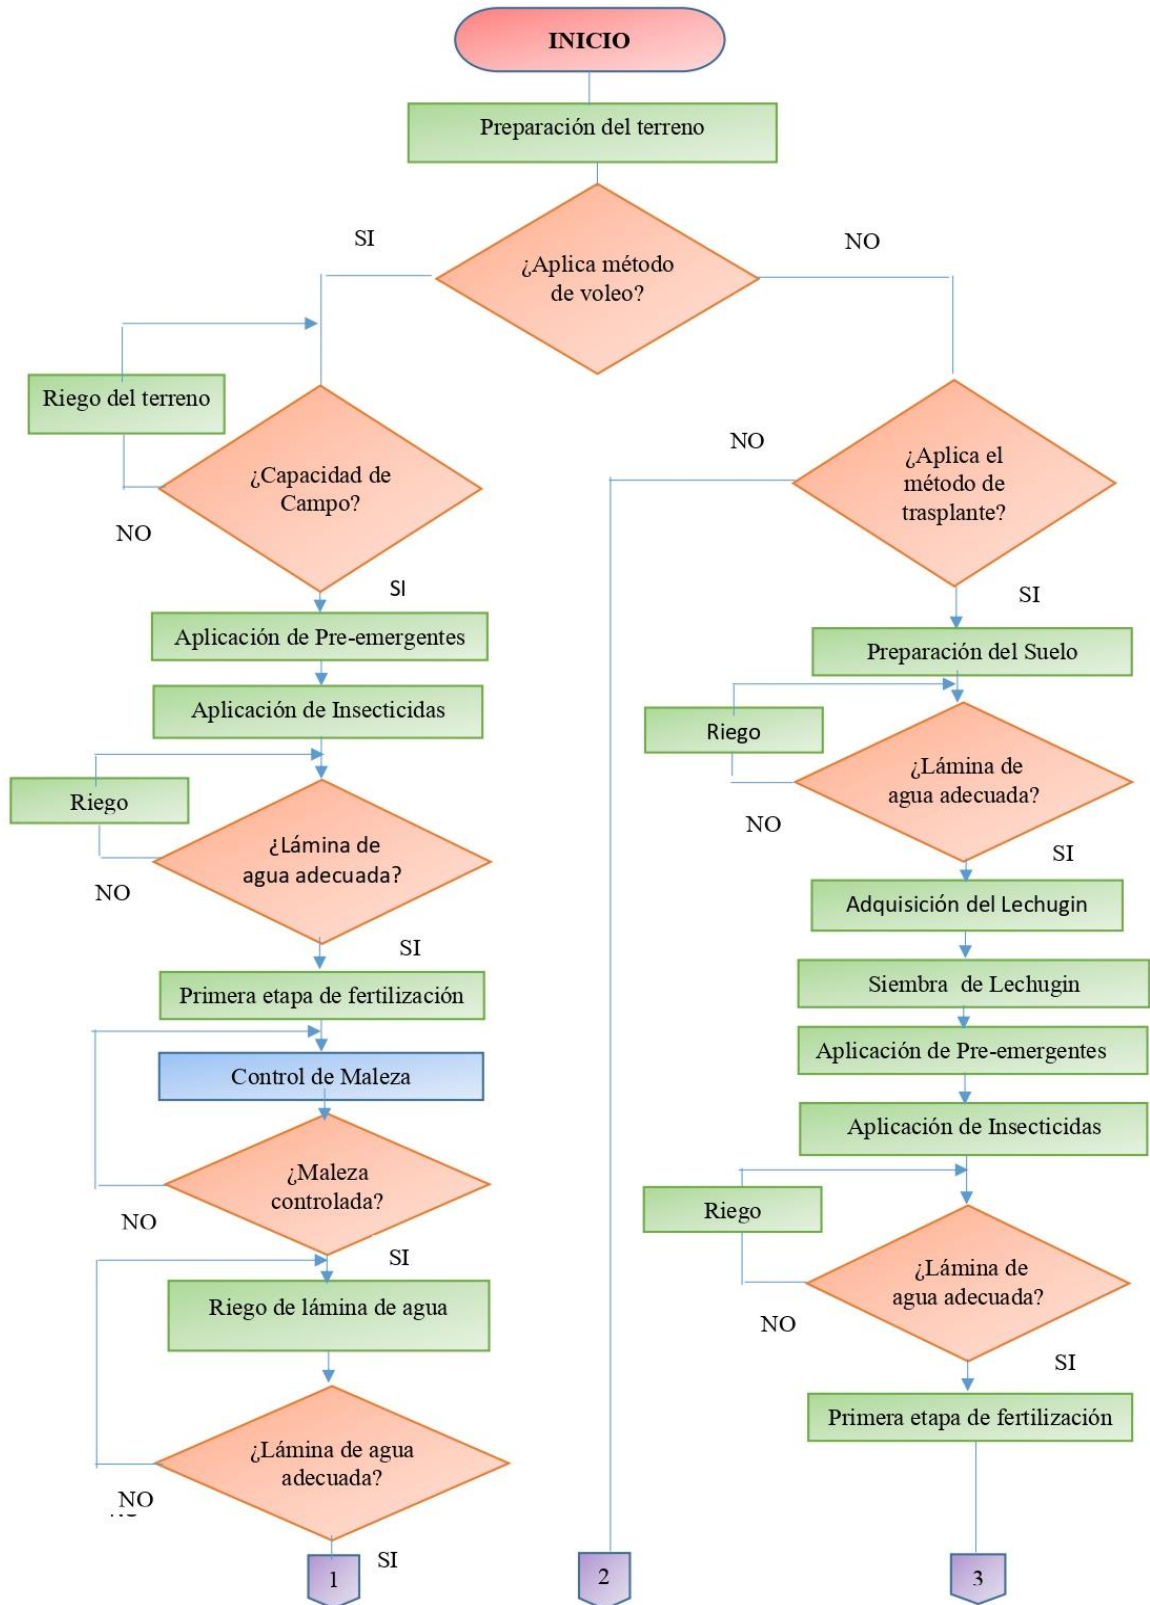 INICIO
Preparación del terreno
SI
NO
¿Aplica método
de voleo?
Riego del terreno
¿Capacidad de
Campo?
NO
SI
Aplicación de Pre-emergentes
Aplicación de Insecticidas
Riego
¿Lámina de
agua adecuada?
NO
SI
Primera etapa de fertilización
Control de Maleza
¿Maleza
controlada?
NO
SI
Riego de lámina de agua
¿Lámina de agua
adecuada?
NO
SI
1
NO
2
¿Aplica el
método de
trasplante?
SI
Preparación del Suelo
Riego
¿Lámina de
agua adecuada?
NO
SI
Adquisición del Lechugin
Siembra de Lechugin
Aplicación de Pre-emergentes
Aplicación de Insecticidas
Riego
¿Lámina de
agua adecuada?
NO
SI
Primera etapa de fertilización
3